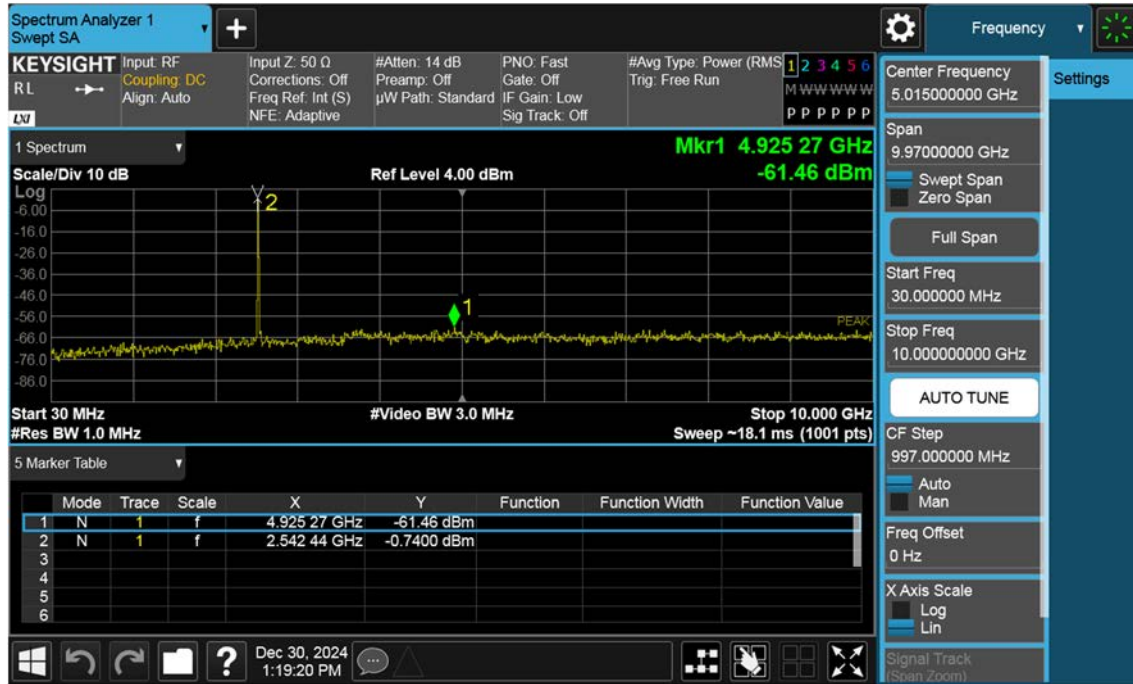 Spectrum Analyzer 1
Swept SA
+
Frequency
KEYSIGHT
RL
LXI
Input: RF
Coupling: DC
Align: Auto
Input Z: 50 Ω
Corrections: Off
Freq Ref: Int (S)
NFE: Adaptive
#Atten: 14 dB
Preamp: Off
µW Path: Standard
PNO: Fast
Gate: Off
IF Gain: Low
Sig Track: Off
#Avg Type: Power (RMS
Trig: Free Run
1 2 3 4 5 6
M W W W W W
P P P P P P
1 Spectrum
Mkr1 4.925 27 GHz
-61.46 dBm
Scale/Div 10 dB
Ref Level 4.00 dBm
Log
-6.00
-16.0
-26.0
-36.0
-46.0
-56.0
-66.0
-76.0
-86.0
2
1
PEAK
Start 30 MHz
#Video BW 3.0 MHz
Stop 10.000 GHz
#Res BW 1.0 MHz
Sweep ~18.1 ms (1001 pts)
5 Marker Table
Mode Trace Scale X Y Function Function Width Function Value
1 N 1 f 4.925 27 GHz -61.46 dBm
2 N 1 f 2.542 44 GHz -0.7400 dBm
3
4
5
6
?
Dec 30, 2024
1:19:20 PM
Center Frequency
5.015000000 GHz
Settings
Span
9.97000000 GHz
Swept Span
Zero Span
Full Span
Start Freq
30.000000 MHz
Stop Freq
10.000000000 GHz
AUTO TUNE
CF Step
997.000000 MHz
Auto
Man
Freq Offset
0 Hz
X Axis Scale
Log
Lin
Signal Track
(Span Zoom)